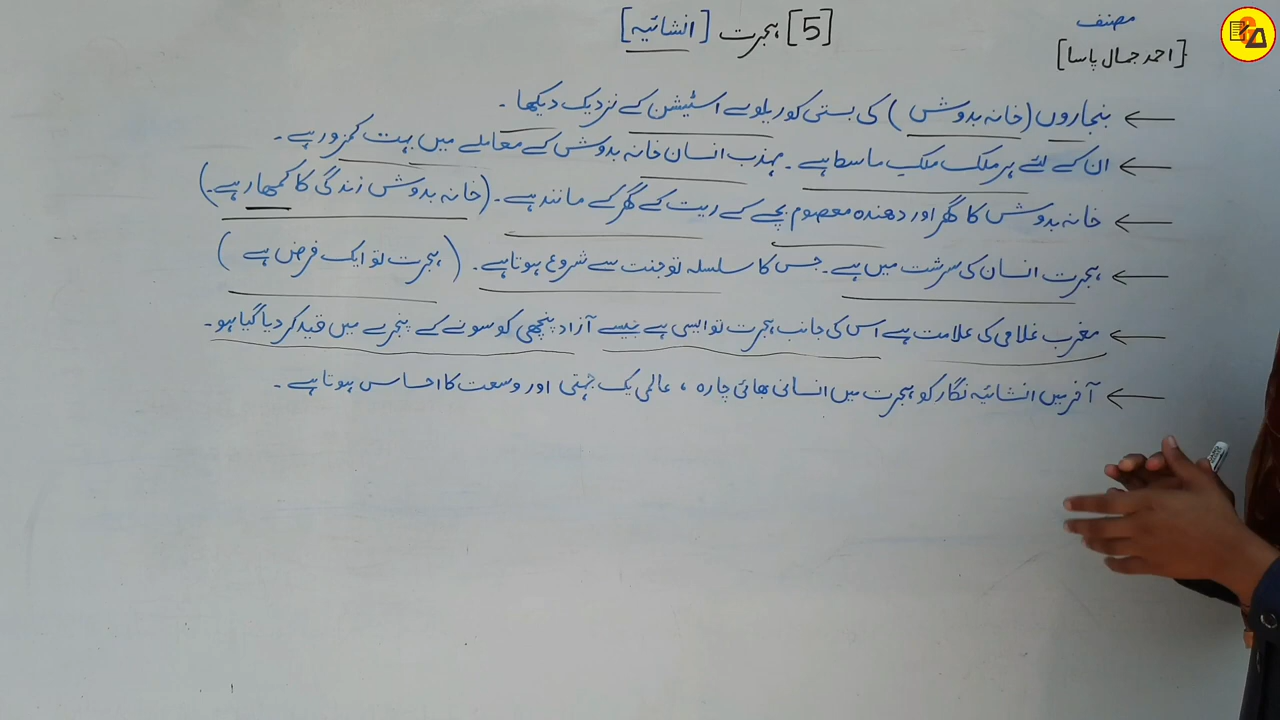 [5] ہجرت [انشائیہ]
مصنف
[احمد جمال پاسا]
← بنجاروں (خانہ بدوش) کی بستی کو ریلوے اسٹیشن کے نزدیک دیکھا۔
← ان کے لئے ہر ملک ملکِ ما سکا ہے۔ مہذب انسان خانہ بدوش کے معاملے میں بہت کمزور ہے۔
← خانہ بدوش کا گھر اور دھندہ معصوم بچے کے ریت کے گھر کے مانند ہے۔ (خانہ بدوش زندگی کا کمھار ہے۔)
← ہجرت انسان کی سرشت میں ہے۔ جس کا سلسلہ تو جنت سے شروع ہوتا ہے۔ (ہجرت تو ایک فرض ہے)
← مغرب غلامی کی علامت ہے اس کی جانب ہجرت تو ایسی ہے جیسے آزاد پنچھی کو سونے کے پنجرے میں قید کر دیا گیا ہو۔
← آخر میں انشائیہ نگار کو ہجرت میں انسانی بھائی چارہ، عالمی یک جہتی اور وسعت کا احساس ہوتا ہے۔